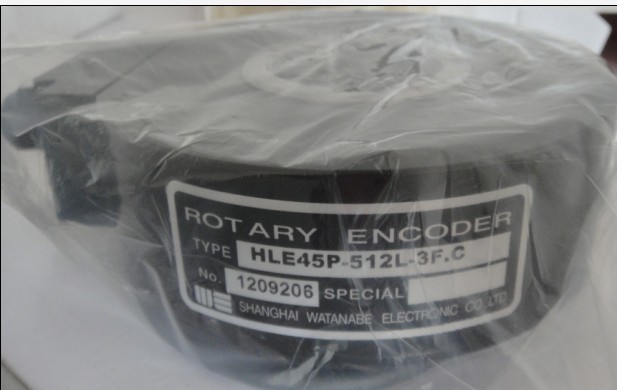 ROTARY ENCODER
TYPE HLE45P-512L-3F.C
No. 1209206 SPECIAL
SHANGHAI WATANABE ELECTRONIC CO.,LTD